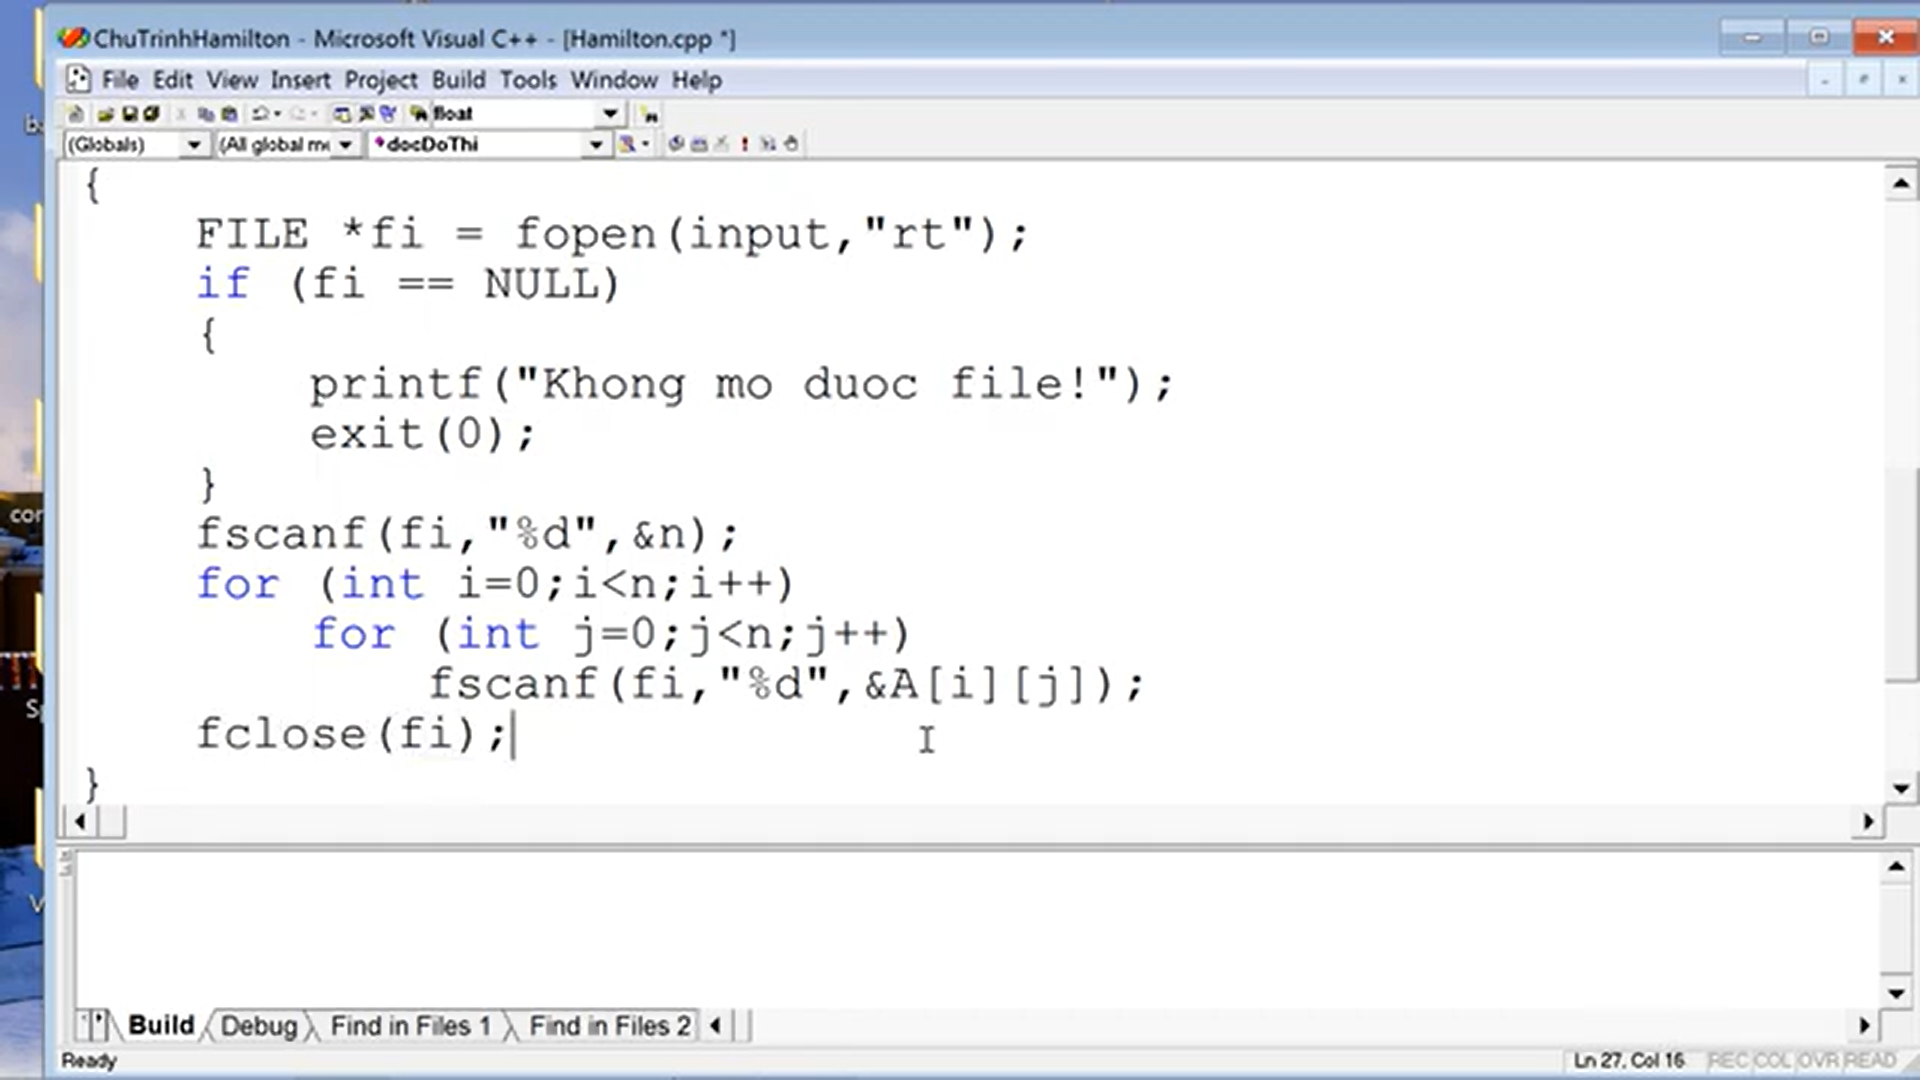 ChuTrinhHamilton - Microsoft Visual C++ - [Hamilton.cpp *]
File Edit View Insert Project Build Tools Window Help
float
(Globals) (All global me docDoThi
{
FILE *fi = fopen(input,"rt");
if (fi == NULL)
{
printf("Khong mo duoc file!");
exit(0);
}
fscanf(fi,"%d",&n);
for (int i=0;i<n;i++)
for (int j=0;j<n;j++)
fscanf(fi,"%d",&A[i][j]);
fclose(fi);
}
Build Debug Find in Files 1 Find in Files 2
Ready Ln 27, Col 16 REC COL OVR READ